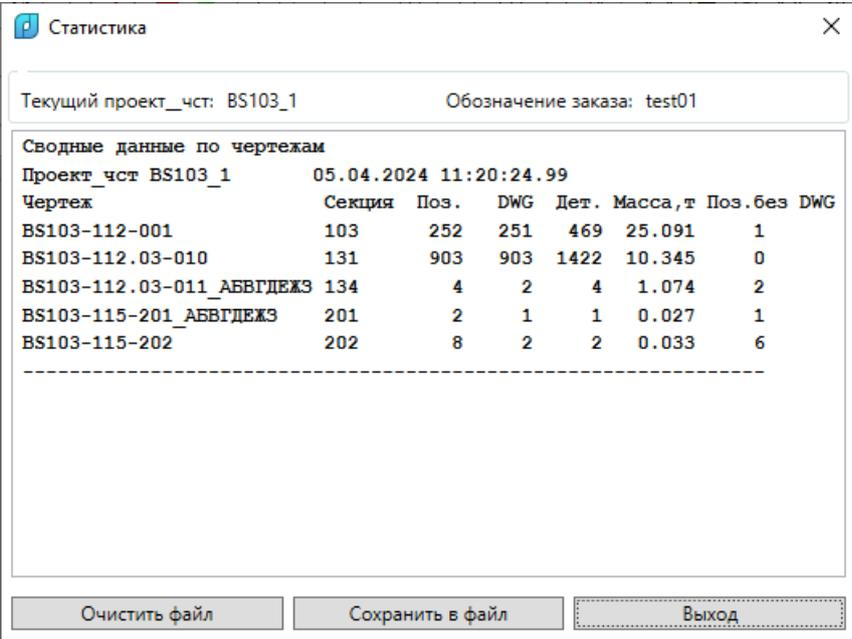 Статистика
Текущий проект_чст: BS103_1 Обозначение заказа: test01
Сводные данные по чертежам
Проект_чст BS103_1 05.04.2024 11:20:24.99
Чертеж Секция Поз. DWG Дет. Масса,т Поз.без DWG
BS103-112-001 103 252 251 469 25.091 1
BS103-112.03-010 131 903 903 1422 10.345 0
BS103-112.03-011_АБВГДЕЖЗ 134 4 2 4 1.074 2
BS103-115-201_АБВГДЕЖЗ 201 2 1 1 0.027 1
BS103-115-202 202 8 2 2 0.033 6
-----------------------------------------------------------------
Очистить файл Сохранить в файл Выход